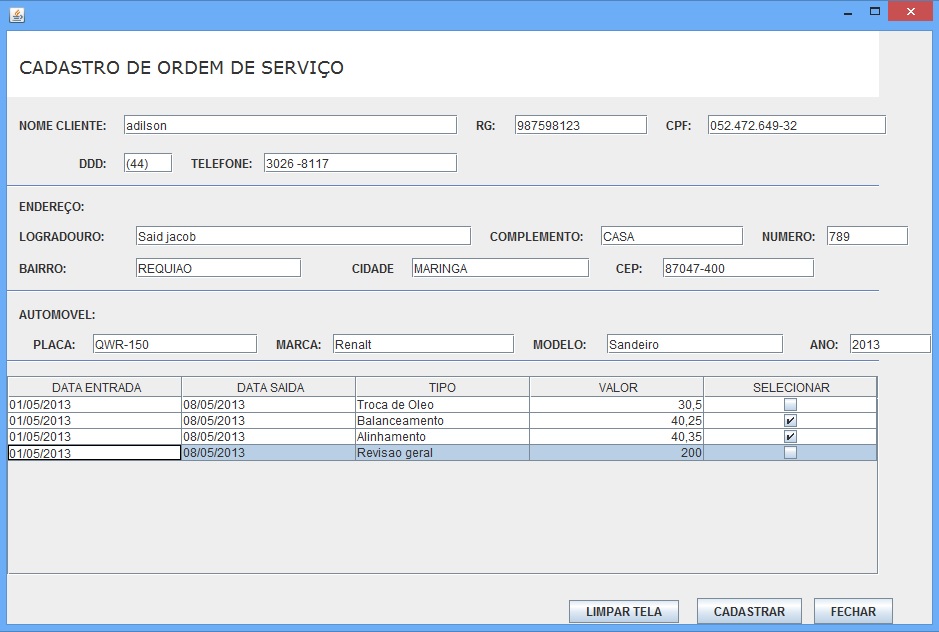 CADASTRO DE ORDEM DE SERVIÇO
NOME CLIENTE: adilson RG: 987598123 CPF: 052.472.649-32
DDD: (44) TELEFONE: 3026 -8117
ENDEREÇO:
LOGRADOURO: Said jacob COMPLEMENTO: CASA NUMERO: 789
BAIRRO: REQUIAO CIDADE MARINGA CEP: 87047-400
AUTOMOVEL:
PLACA: QWR-150 MARCA: Renalt MODELO: Sandeiro ANO: 2013
DATA ENTRADA DATA SAIDA TIPO VALOR SELECIONAR
01/05/2013 08/05/2013 Troca de Oleo 30,5
01/05/2013 08/05/2013 Balanceamento 40,25
01/05/2013 08/05/2013 Alinhamento 40,35
01/05/2013 08/05/2013 Revisao geral 200
LIMPAR TELA CADASTRAR FECHAR